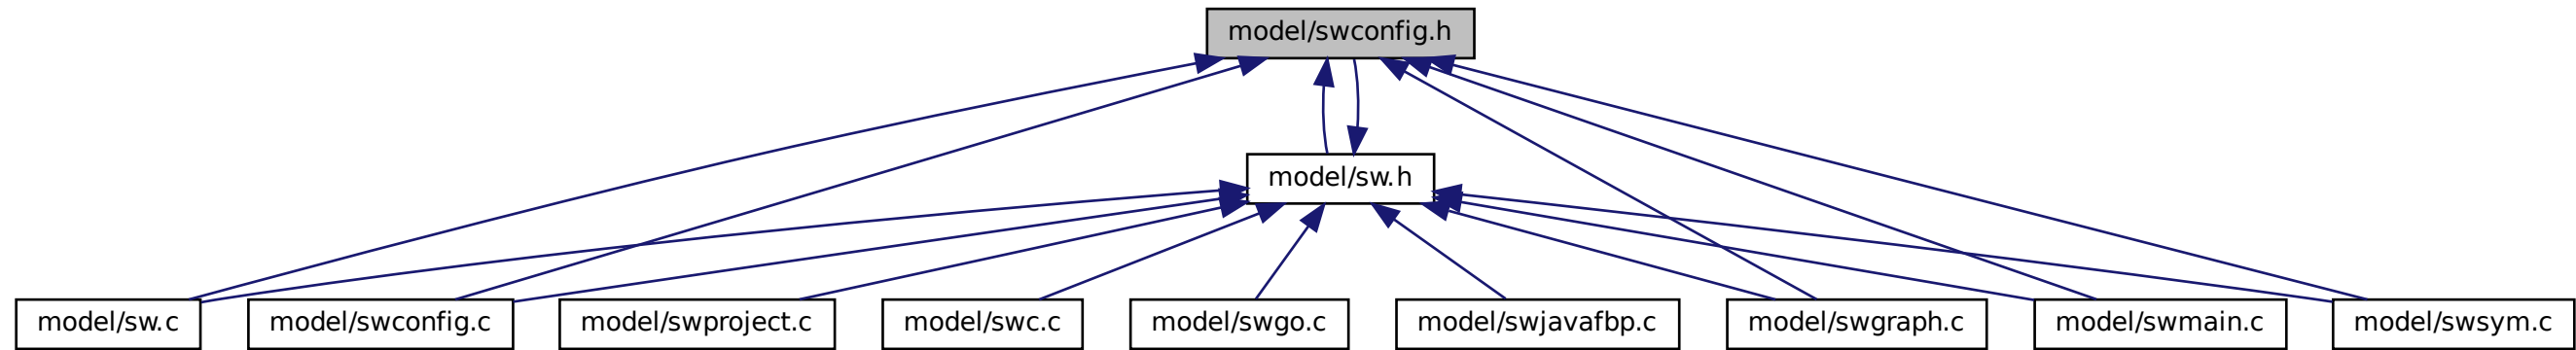 model/swconfig.h
model/sw.h
model/sw.c
model/swconfig.c
model/swproject.c
model/swc.c
model/swgo.c
model/swjavafbp.c
model/swgraph.c
model/swmain.c
model/swsym.c